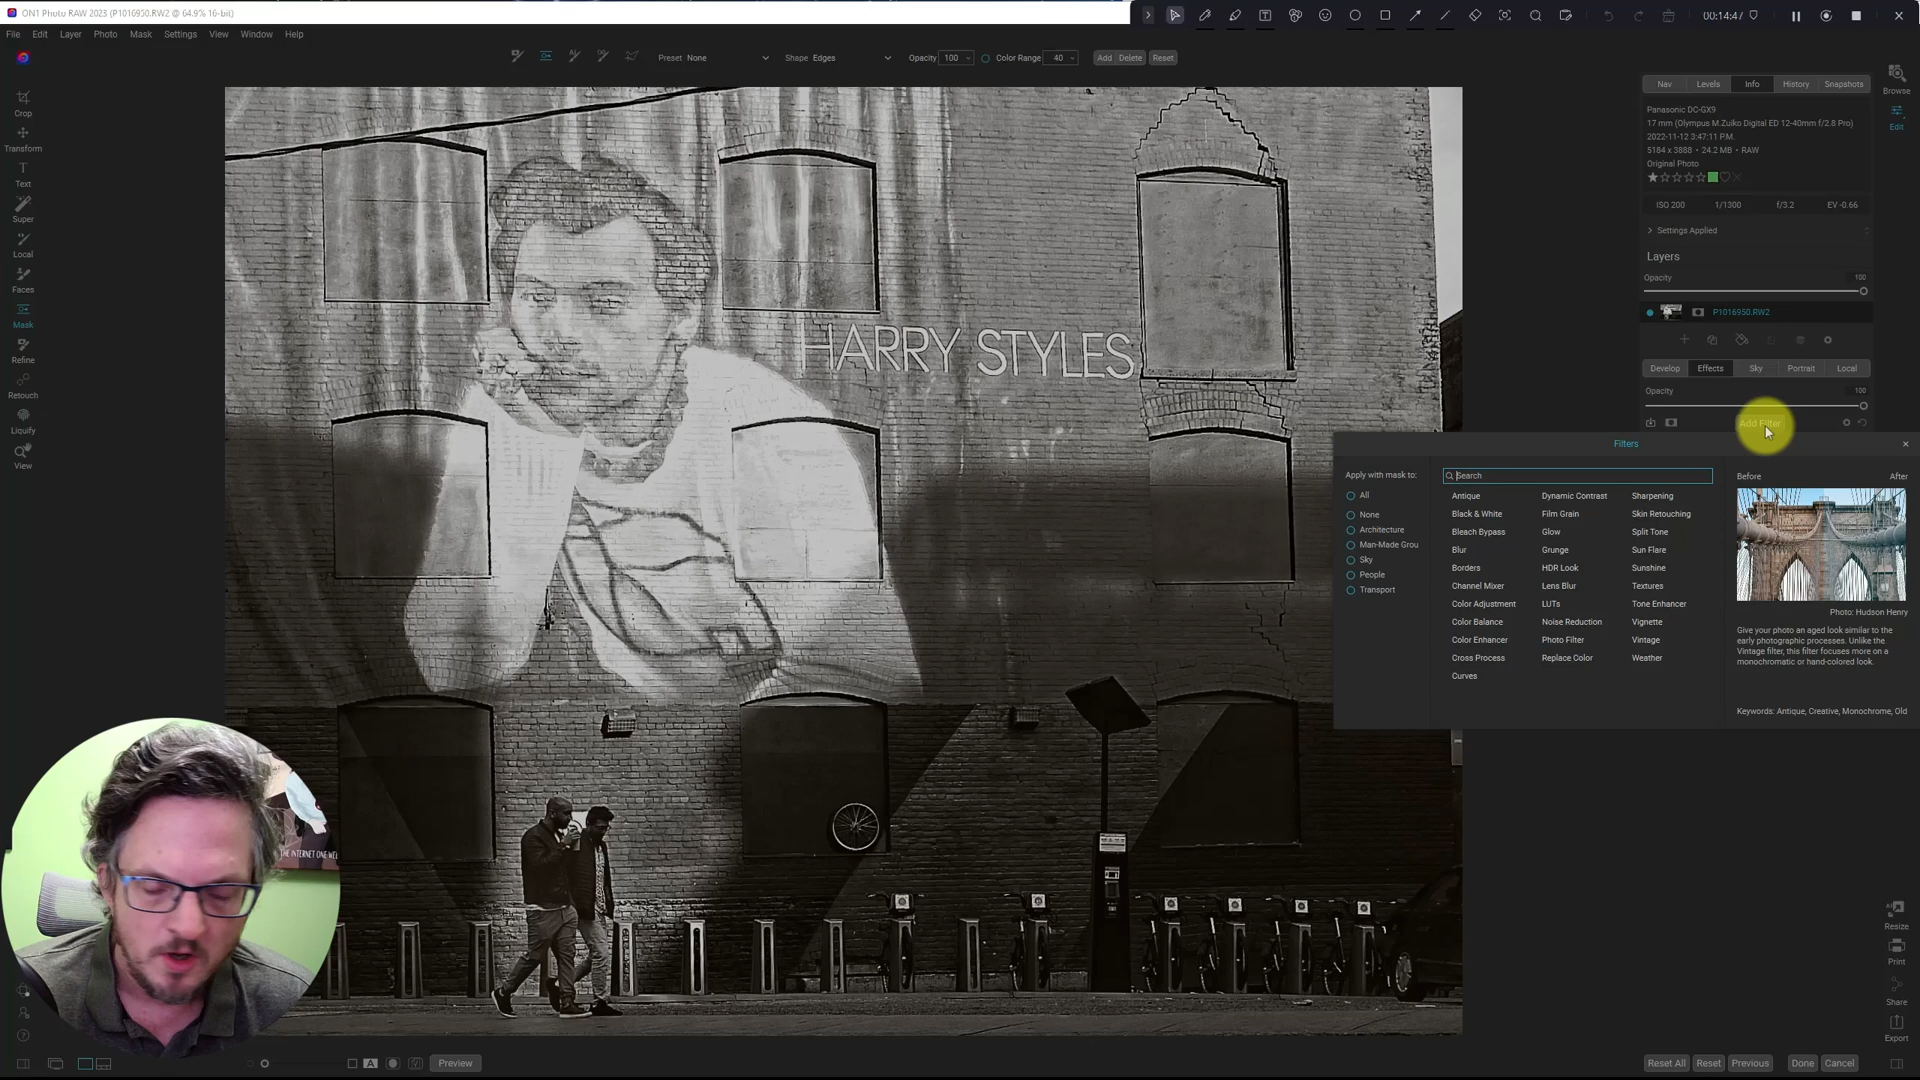 ON1 Photo RAW 2023 (P1016950.RW2 @ 64.9% 16-bit)
00:14:47
File Edit Layer Photo Mask Settings View Window Help
Preset None Shape Edges Opacity 100 Color Range 40 Add Delete Reset
Crop
Transform
Text
Super
Local
Faces
Mask
Refine
Retouch
Liquify
View
Nav Levels Info History Snapshots
Browse
Edit
Panasonic DC-GX9
17 mm (Olympus M.Zuiko Digital ED 12-40mm f/2.8 Pro)
2022-11-12 3:47:11 P.M.
5184 x 3888 • 24.2 MB • RAW
Original Photo
ISO 200 1/1300 f/3.2 EV -0.66
Settings Applied
Layers
Opacity 100
P1016950.RW2
Develop Effects Sky Portrait Local
Opacity 100
Add Filter
HARRY STYLES
Filters
Apply with mask to:
All
None
Architecture
Man-Made Grou
Sky
People
Transport
Search
Antique Dynamic Contrast Sharpening
Black & White Film Grain Skin Retouching
Bleach Bypass Glow Split Tone
Blur Grunge Sun Flare
Borders HDR Look Sunshine
Channel Mixer Lens Blur Textures
Color Adjustment LUTs Tone Enhancer
Color Balance Noise Reduction Vignette
Color Enhancer Photo Filter Vintage
Cross Process Replace Color Weather
Curves
Before After
Photo: Hudson Henry
Give your photo an aged look similar to the
early photographic processes. Unlike the
Vintage filter, this filter focuses more on a
monochromatic or hand-colored look.
Keywords: Antique, Creative, Monochrome, Old
THE INTERNET ONE
Resize
Print
Share
Export
A Preview
Reset All Reset Previous Done Cancel